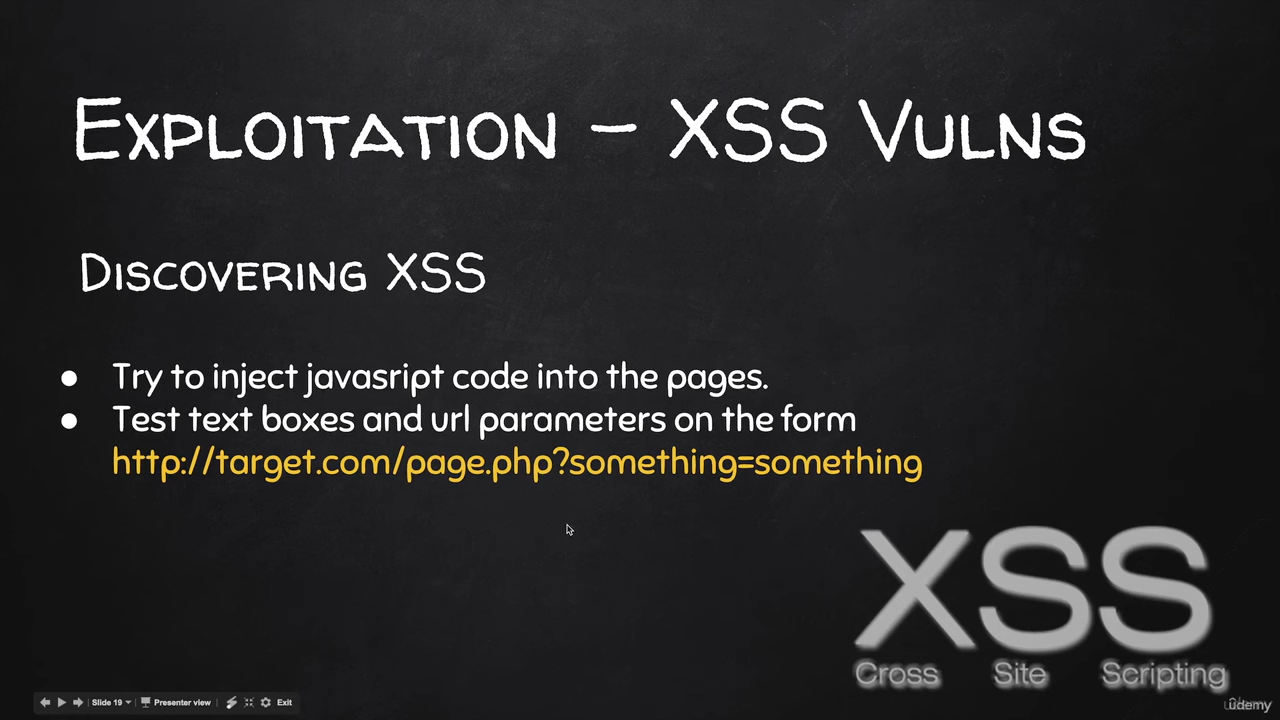 Exploitation - XSS Vulns
Discovering XSS
● Try to inject javasript code into the pages.
● Test text boxes and url parameters on the form
http://target.com/page.php?something=something
XSS
Cross Site Scripting
Slide 19 Presenter view Exit
ûdemy